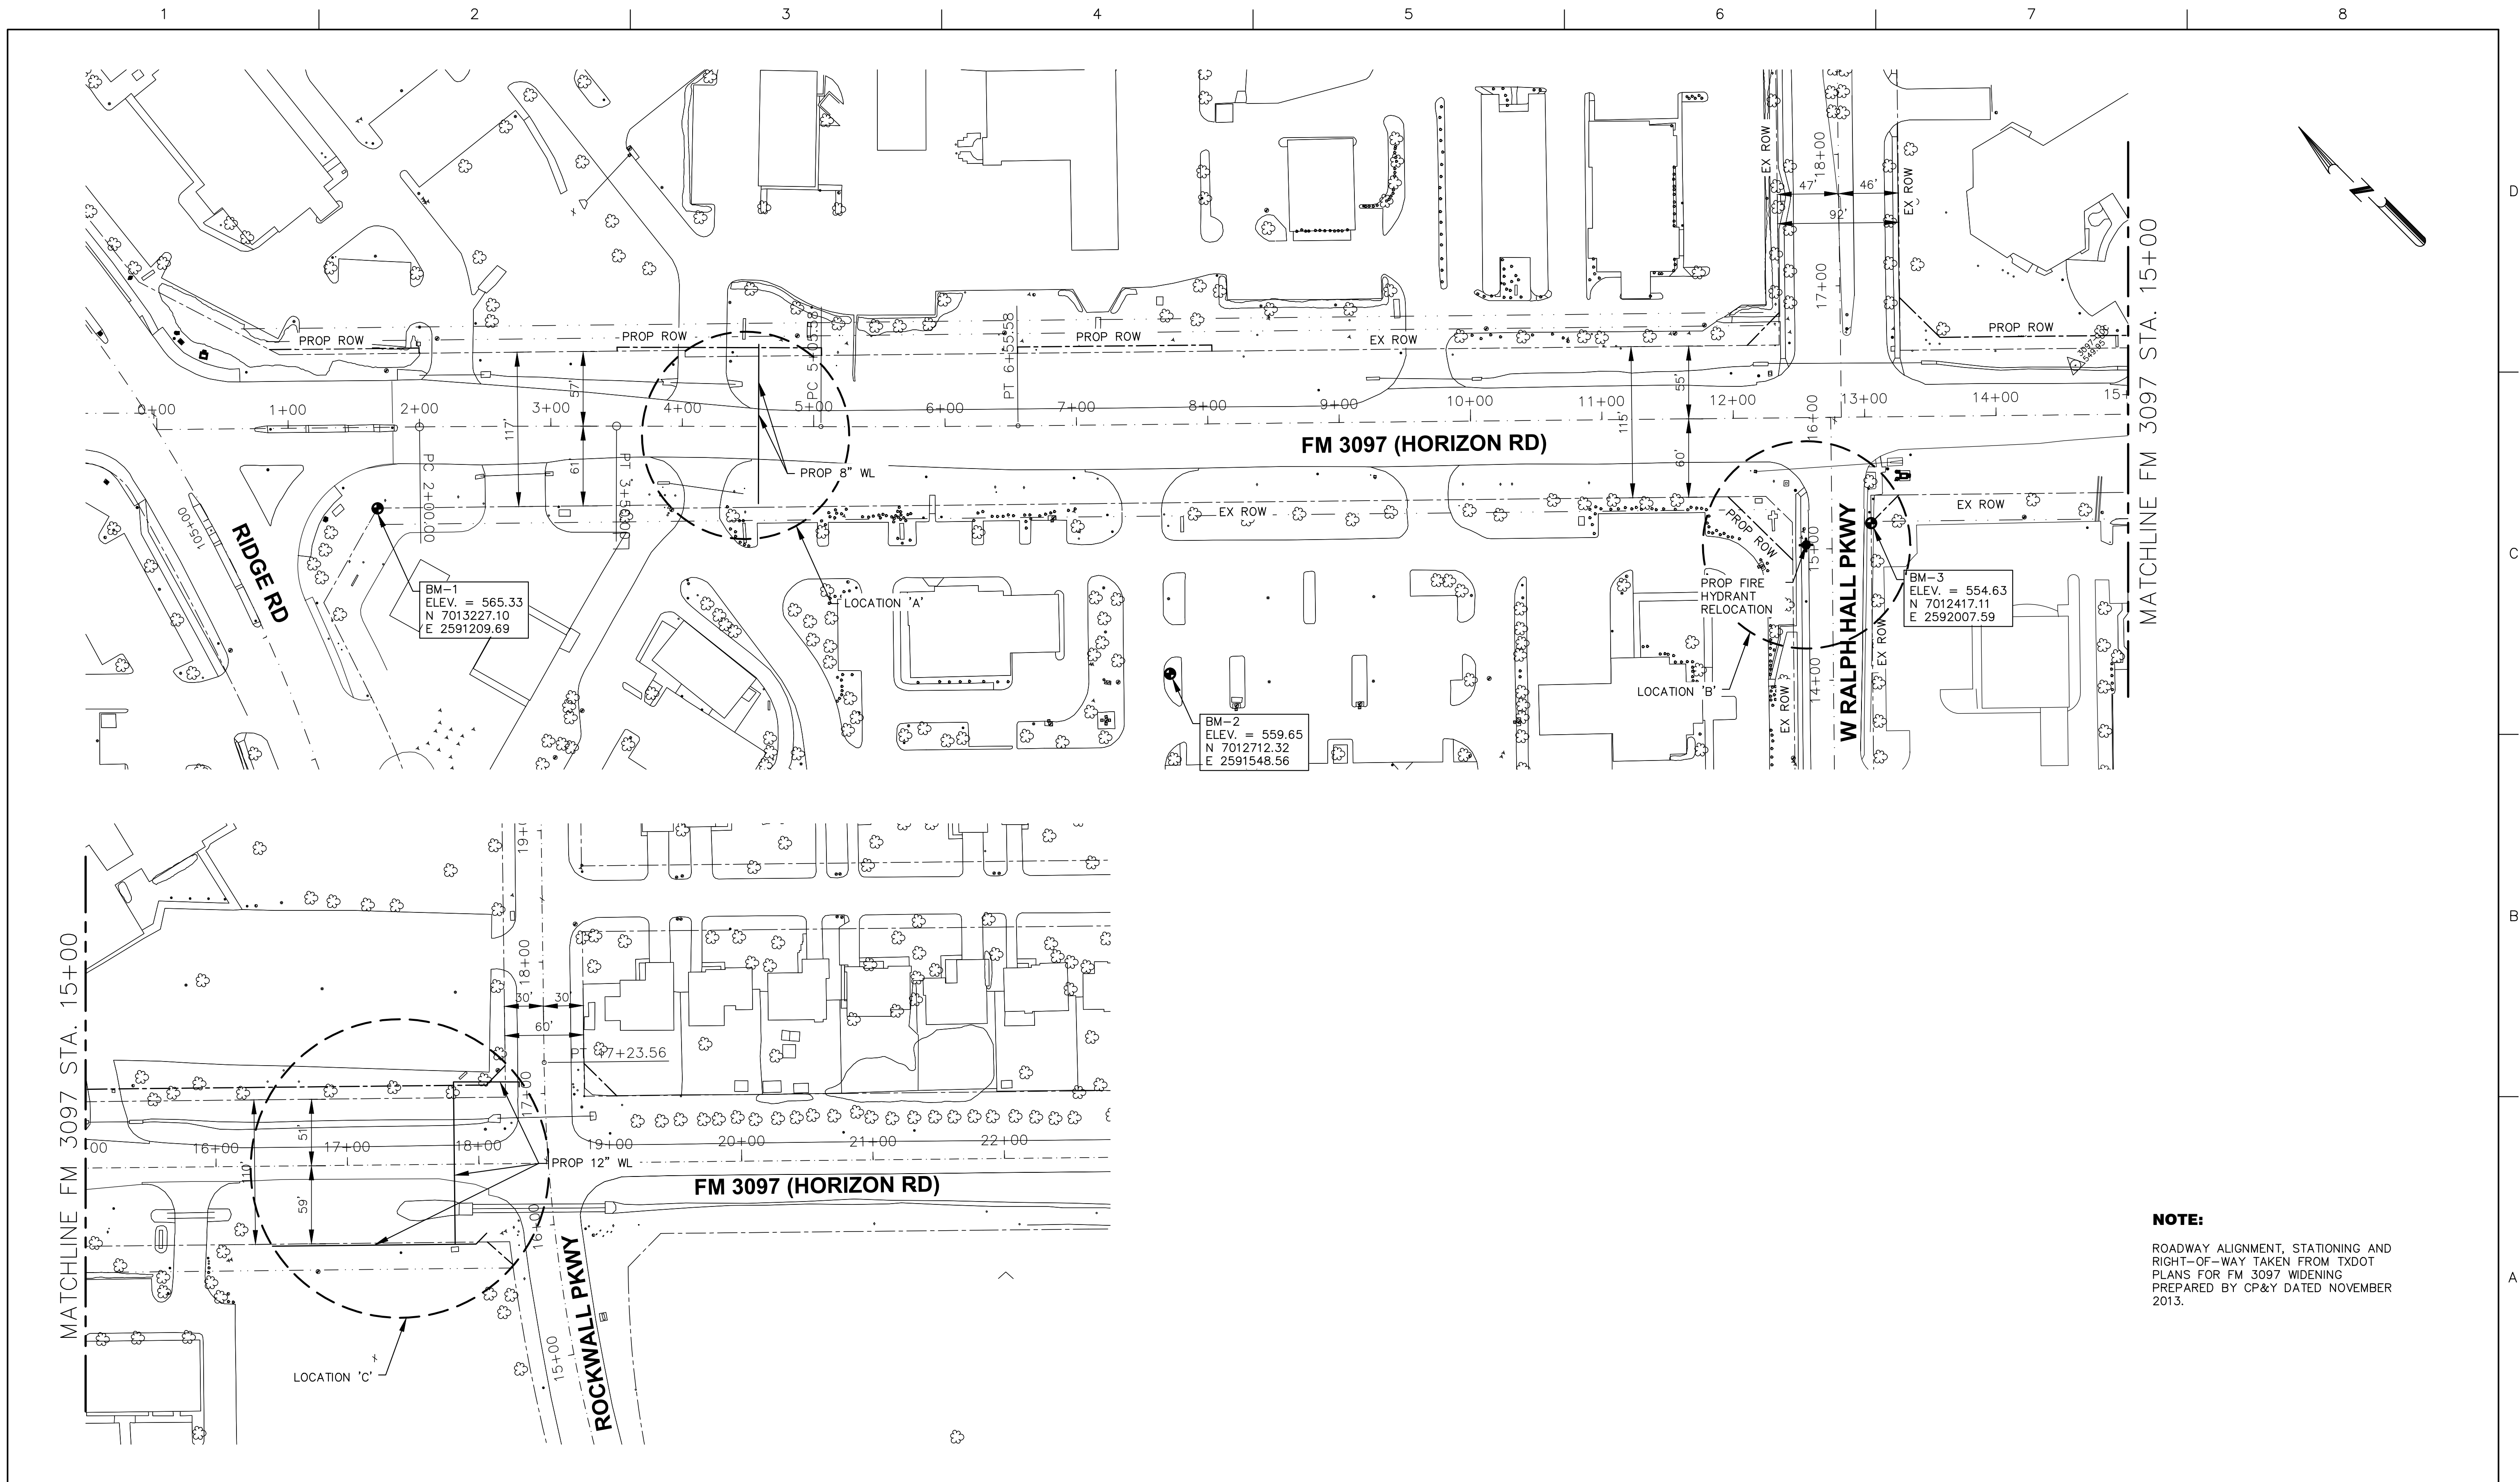 1 2 3 4 5 6 7 8
D
C
B
A
EX ROW
18+00
EX ROW
47'
46'
92'
17+00
PROP ROW
PROP ROW
PROP ROW
EX ROW
PROP ROW
PC 5+05.58
PT 6+55.58
3097-
549.95
0+00 1+00 2+00 3+00 4+00 5+00 6+00 7+00 8+00 9+00 10+00 11+00 12+00 13+00 14+00 15+
57'
117'
61'
55'
115'
60'
16+00
FM 3097 (HORIZON RD)
PROP 8" WL
PC 2+00.00
PT 3+50.00
105+00
RIDGE RD
EX ROW
PROP ROW
EX ROW
15+00
W RALPH HALL PKWY
14+00
EX ROW
EX ROW
BM-1
ELEV. = 565.33
N 7013227.10
E 2591209.69
LOCATION 'A'
PROP FIRE
HYDRANT
RELOCATION
BM-3
ELEV. = 554.63
N 7012417.11
E 2592007.59
LOCATION 'B'
BM-2
ELEV. = 559.65
N 7012712.32
E 2591548.56
MATCHLINE FM 3097 STA. 15+00
MATCHLINE FM 3097 STA. 15+00
19+0
18+00
30' 30'
60'
PT 17+23.56
17+00
51'
110'
59'
00 16+00 17+00 18+00 19+00 20+00 21+00 22+00
PROP 12" WL
FM 3097 (HORIZON RD)
16+00
ROCKWALL PKWY
15+00
LOCATION 'C'
NOTE:
ROADWAY ALIGNMENT, STATIONING AND
RIGHT-OF-WAY TAKEN FROM TXDOT
PLANS FOR FM 3097 WIDENING
PREPARED BY CP&Y DATED NOVEMBER
2013.